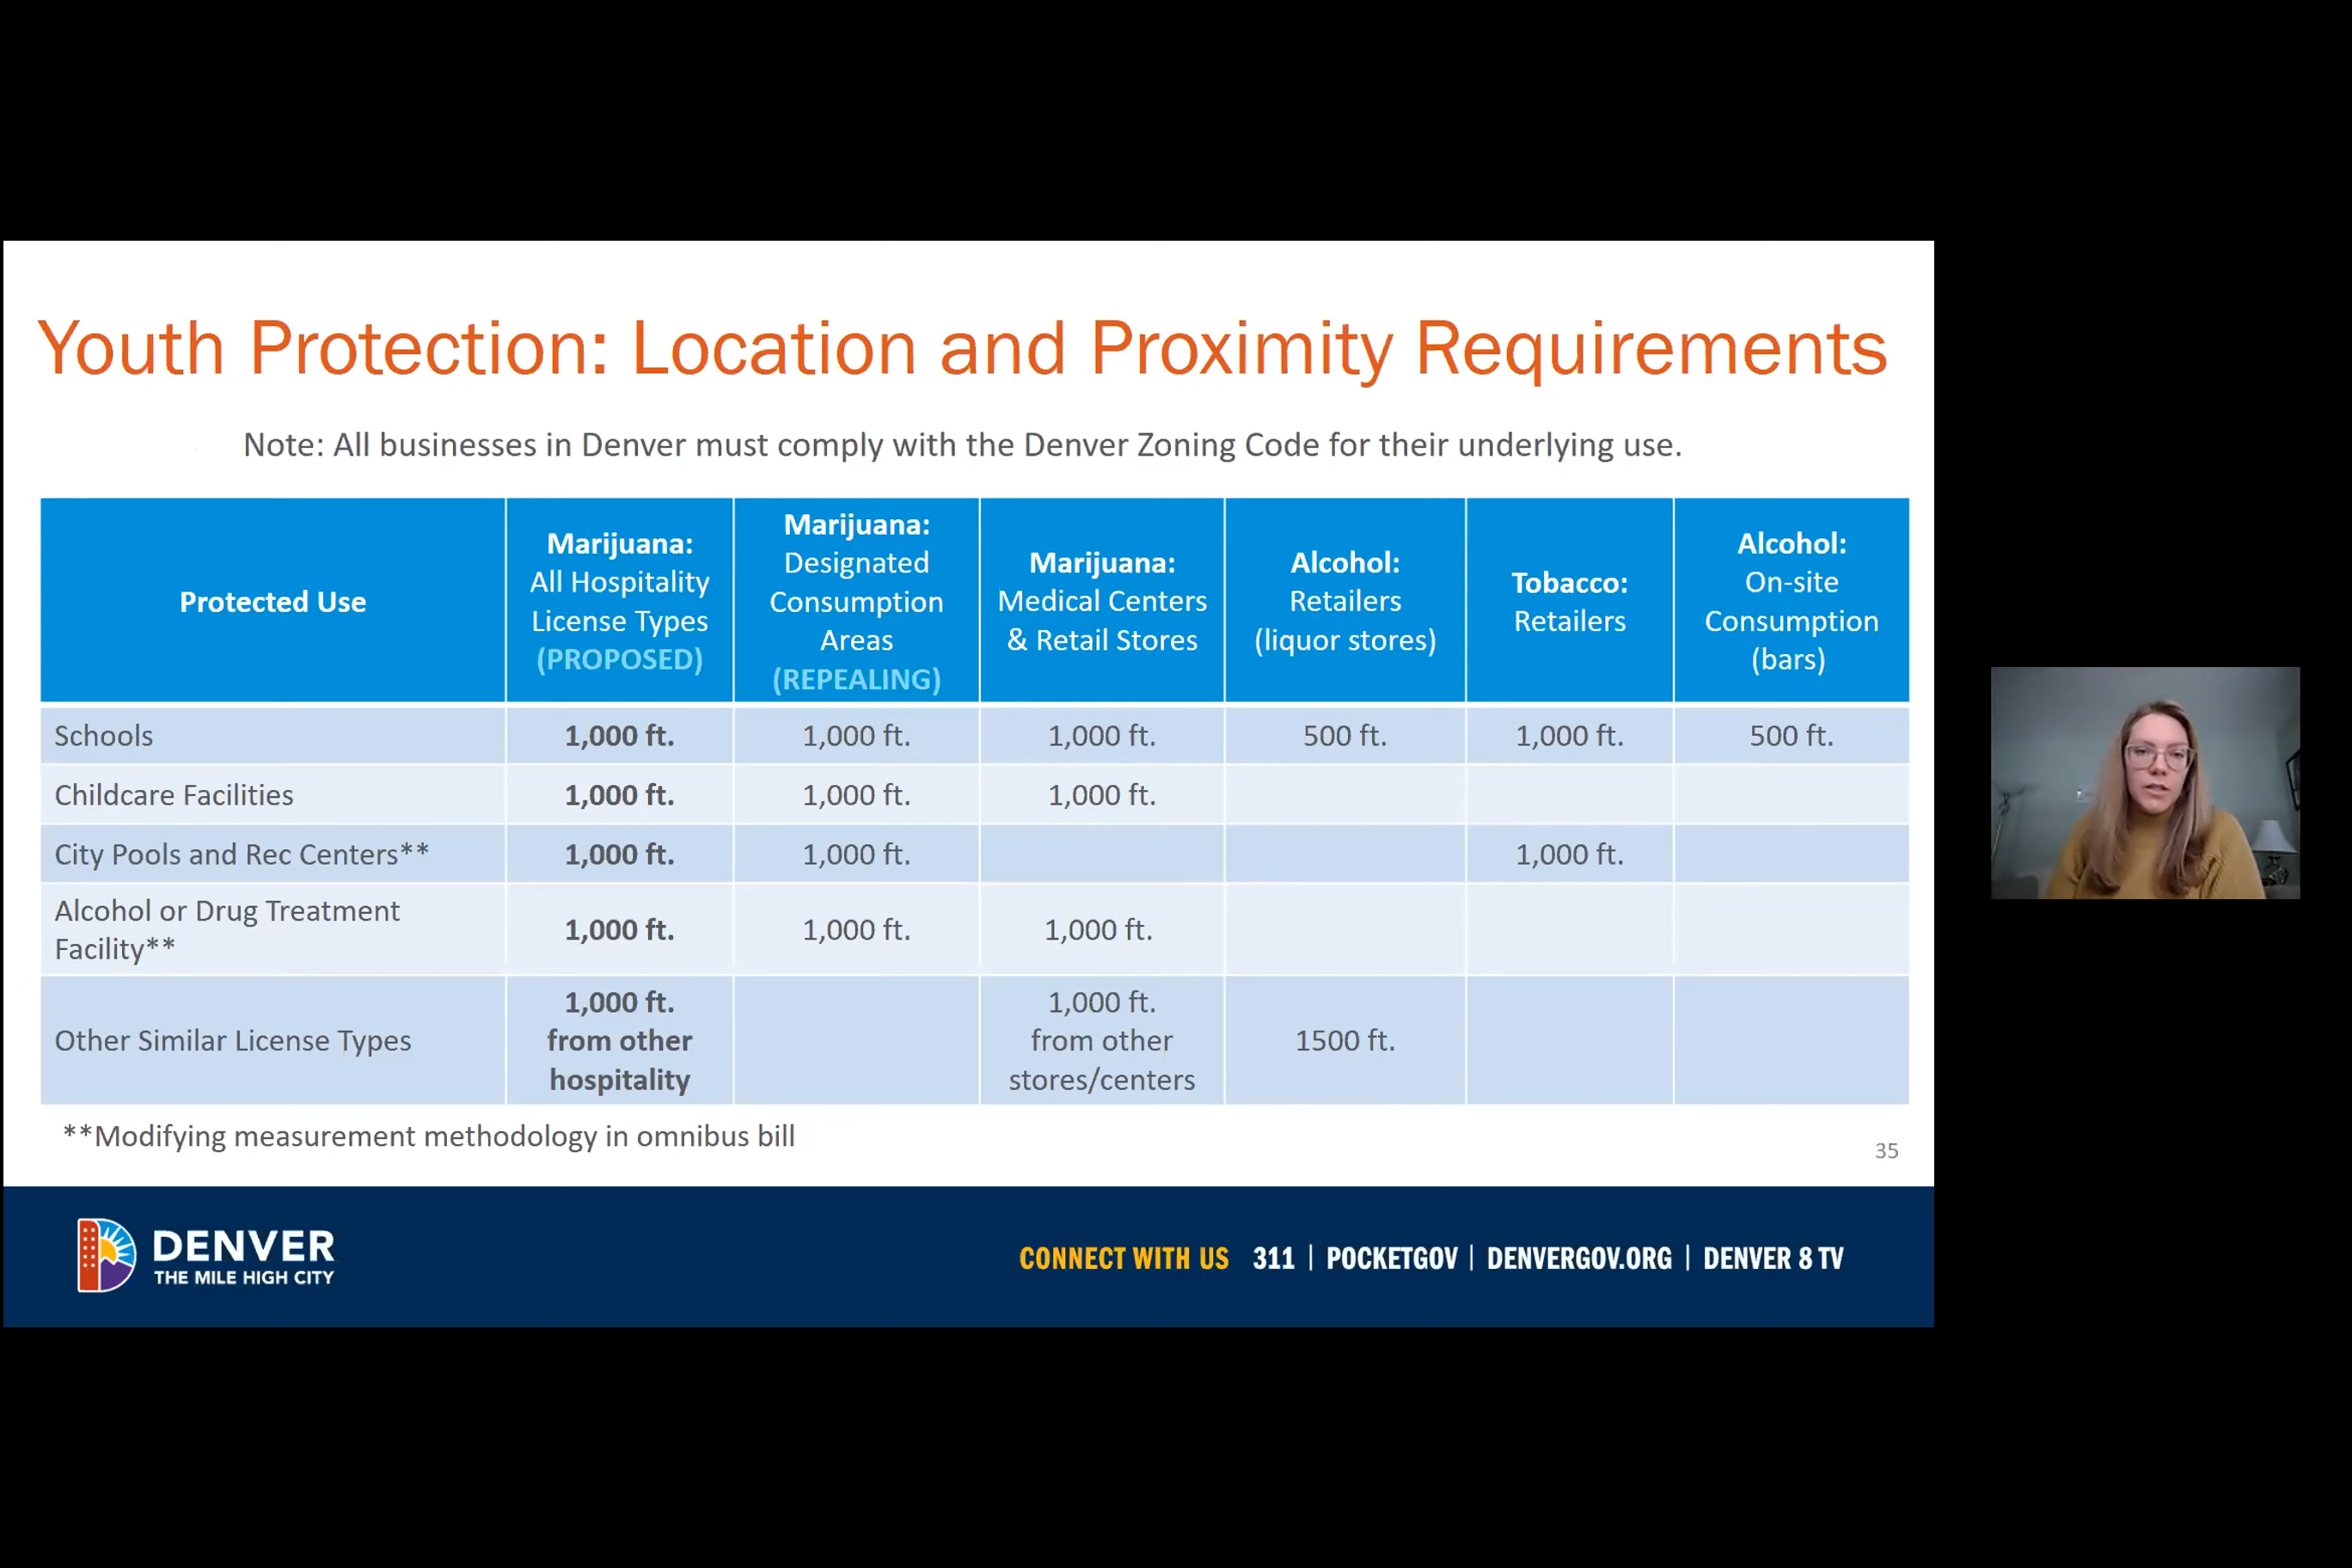 Youth Protection: Location and Proximity Requirements
Note: All businesses in Denver must comply with the Denver Zoning Code for their underlying use.
Protected Use
Marijuana:
All Hospitality
License Types
(PROPOSED)
Marijuana:
Designated
Consumption
Areas
(REPEALING)
Marijuana:
Medical Centers
& Retail Stores
Alcohol:
Retailers
(liquor stores)
Tobacco:
Retailers
Alcohol:
On-site
Consumption
(bars)
Schools
1,000 ft.
1,000 ft.
1,000 ft.
500 ft.
1,000 ft.
500 ft.
Childcare Facilities
1,000 ft.
1,000 ft.
1,000 ft.
City Pools and Rec Centers**
1,000 ft.
1,000 ft.
1,000 ft.
Alcohol or Drug Treatment
Facility**
1,000 ft.
1,000 ft.
1,000 ft.
Other Similar License Types
1,000 ft.
from other
hospitality
1,000 ft.
from other
stores/centers
1500 ft.
**Modifying measurement methodology in omnibus bill
35
DENVER
THE MILE HIGH CITY
CONNECT WITH US 311 | POCKETGOV | DENVERGOV.ORG | DENVER 8 TV